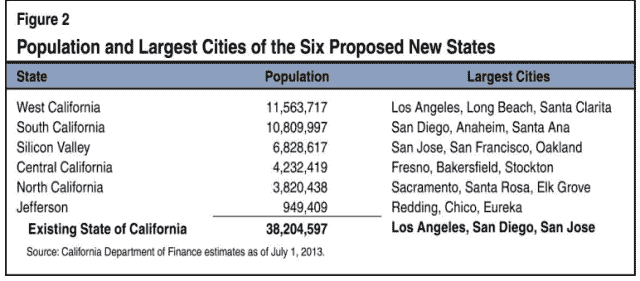 Figure 2
Population and Largest Cities of the Six Proposed New States
State Population Largest Cities
West California 11,563,717 Los Angeles, Long Beach, Santa Clarita
South California 10,809,997 San Diego, Anaheim, Santa Ana
Silicon Valley 6,828,617 San Jose, San Francisco, Oakland
Central California 4,232,419 Fresno, Bakersfield, Stockton
North California 3,820,438 Sacramento, Santa Rosa, Elk Grove
Jefferson 949,409 Redding, Chico, Eureka
Existing State of California 38,204,597 Los Angeles, San Diego, San Jose
Source: California Department of Finance estimates as of July 1, 2013.